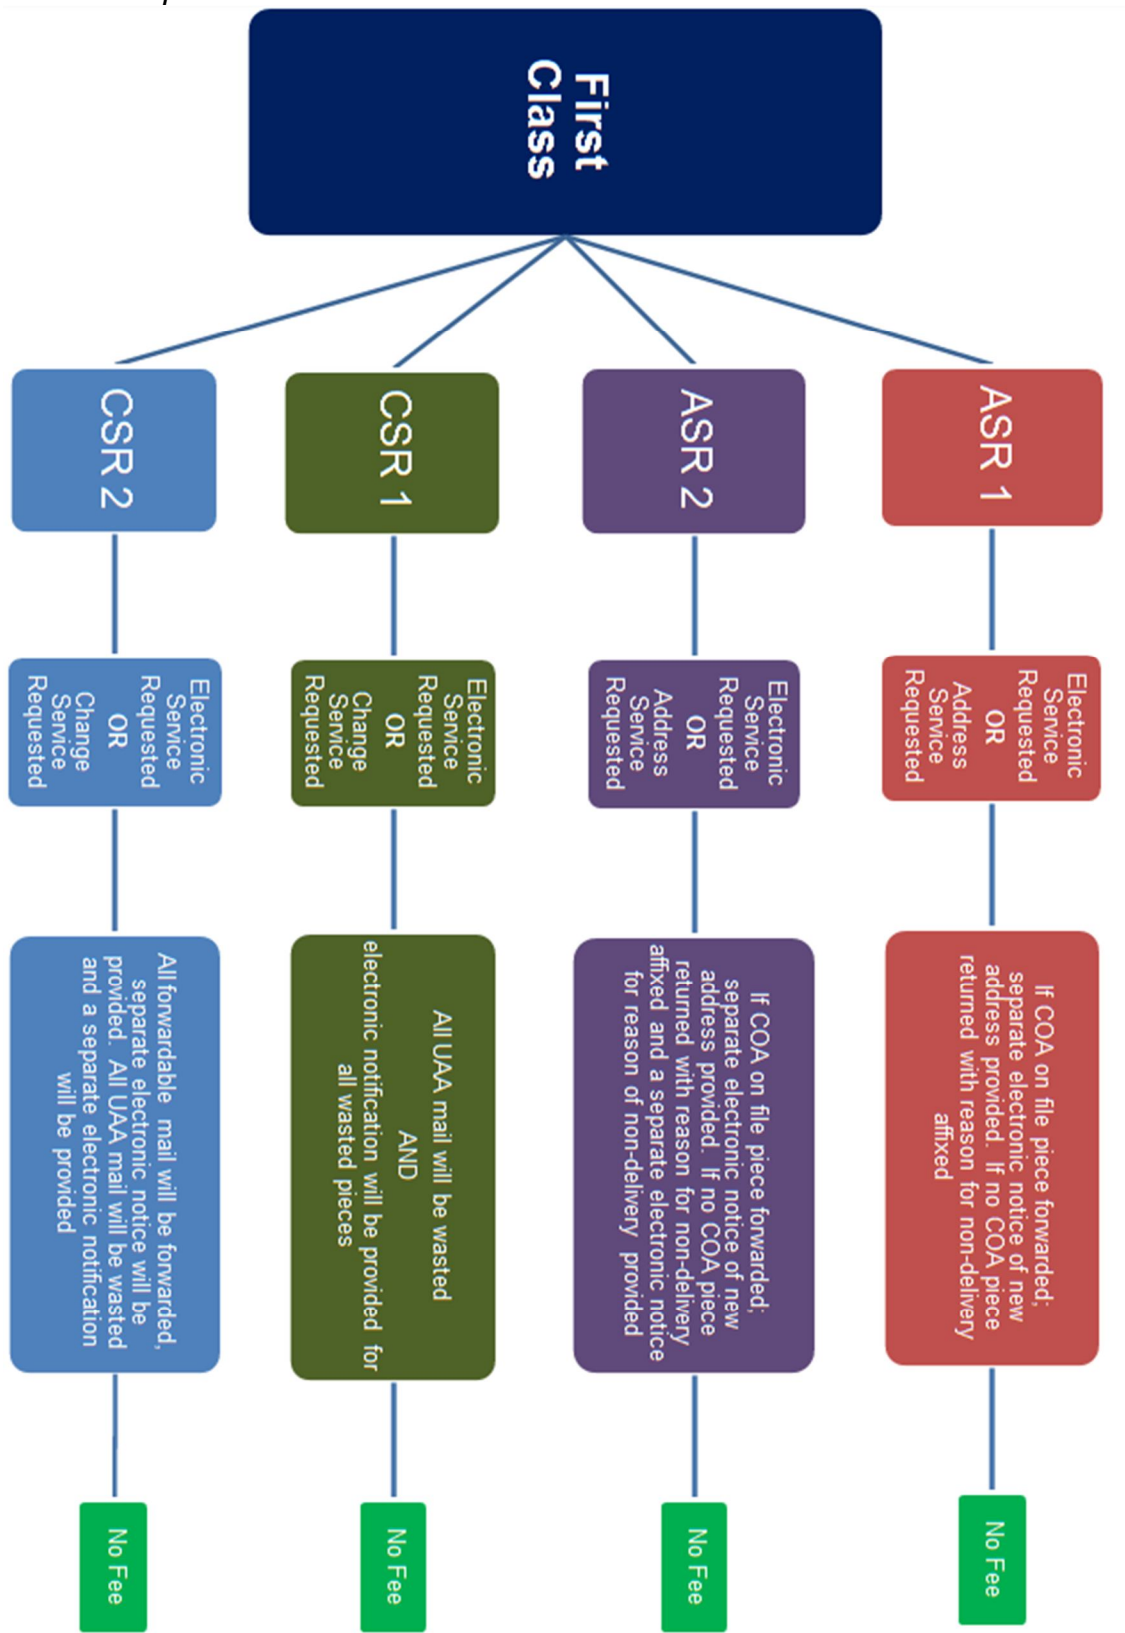 First
Class
ASR 1
Electronic
Service
Requested
OR
Address
Service
Requested
If COA on file piece forwarded;
separate electronic notice of new
address provided. If no COA piece
returned with reason for non-delivery
affixed
No Fee
ASR 2
Electronic
Service
Requested
OR
Address
Service
Requested
If COA on file piece forwarded;
separate electronic notice of new
address provided. If no COA piece
returned with reason for non-delivery
affixed and a separate electronic notice
for reason of non-delivery provided
No Fee
CSR 1
Electronic
Service
Requested
OR
Change
Service
Requested
All UAA mail will be wasted
AND
electronic notification will be provided for
all wasted pieces
No Fee
CSR 2
Electronic
Service
Requested
OR
Change
Service
Requested
All forwardable mail will be forwarded,
separate electronic notice will be
provided. All UAA mail will be wasted
and a separate electronic notification
will be provided
No Fee